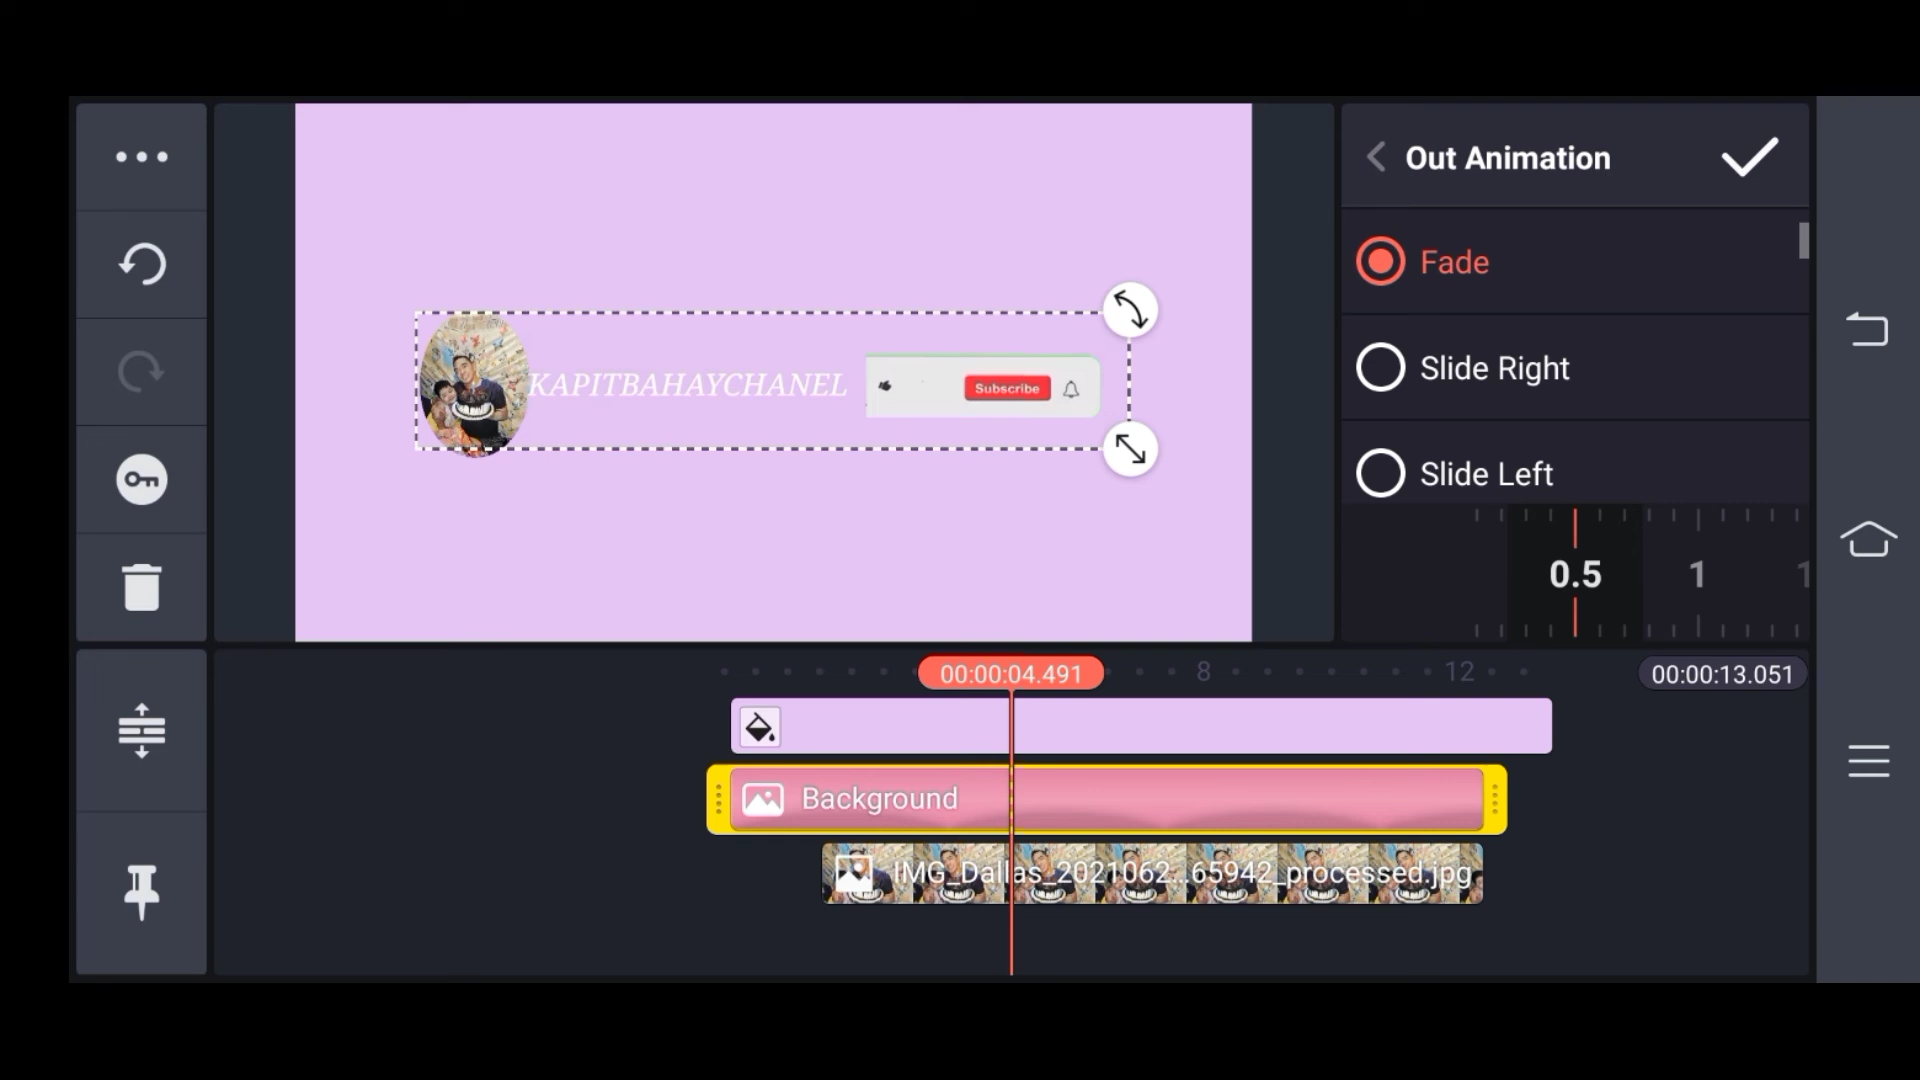 Out Animation
Fade
Slide Right
Slide Left
0.5
1
KAPITBAHAYCHANEL
Subscribe
00:00:04.491
8
12
00:00:13.051
Background
IMG_Dallas_2021062...65942_processed.jpg